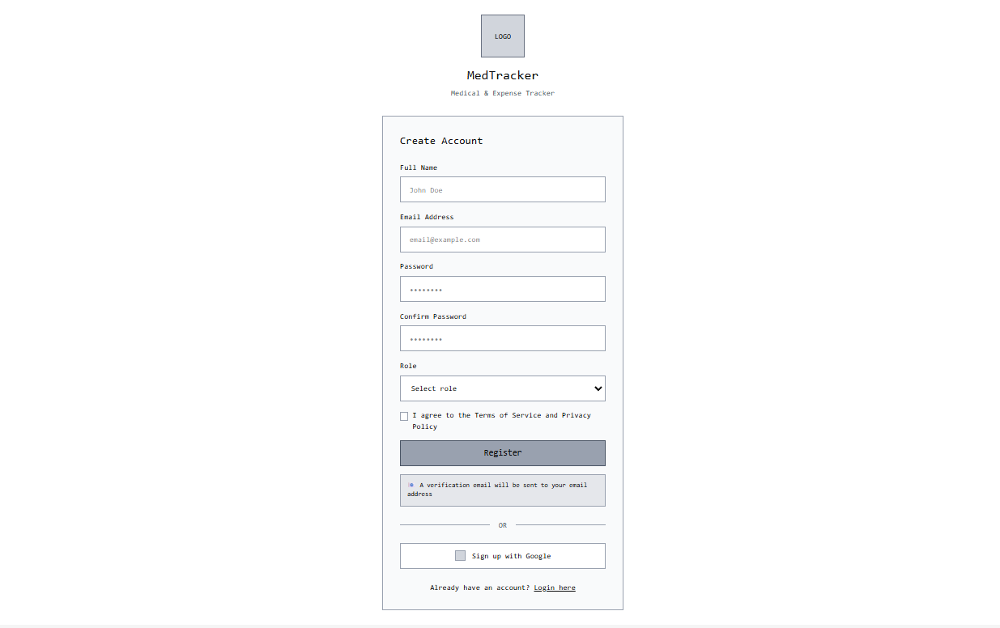 LOGO
MedTracker
Medical & Expense Tracker
Create Account
Full Name
John Doe
Email Address
email@example.com
Password
••••••••
Confirm Password
••••••••
Role
Select role
I agree to the Terms of Service and Privacy
Policy
Register
A verification email will be sent to your email
address
OR
Sign up with Google
Already have an account? Login here